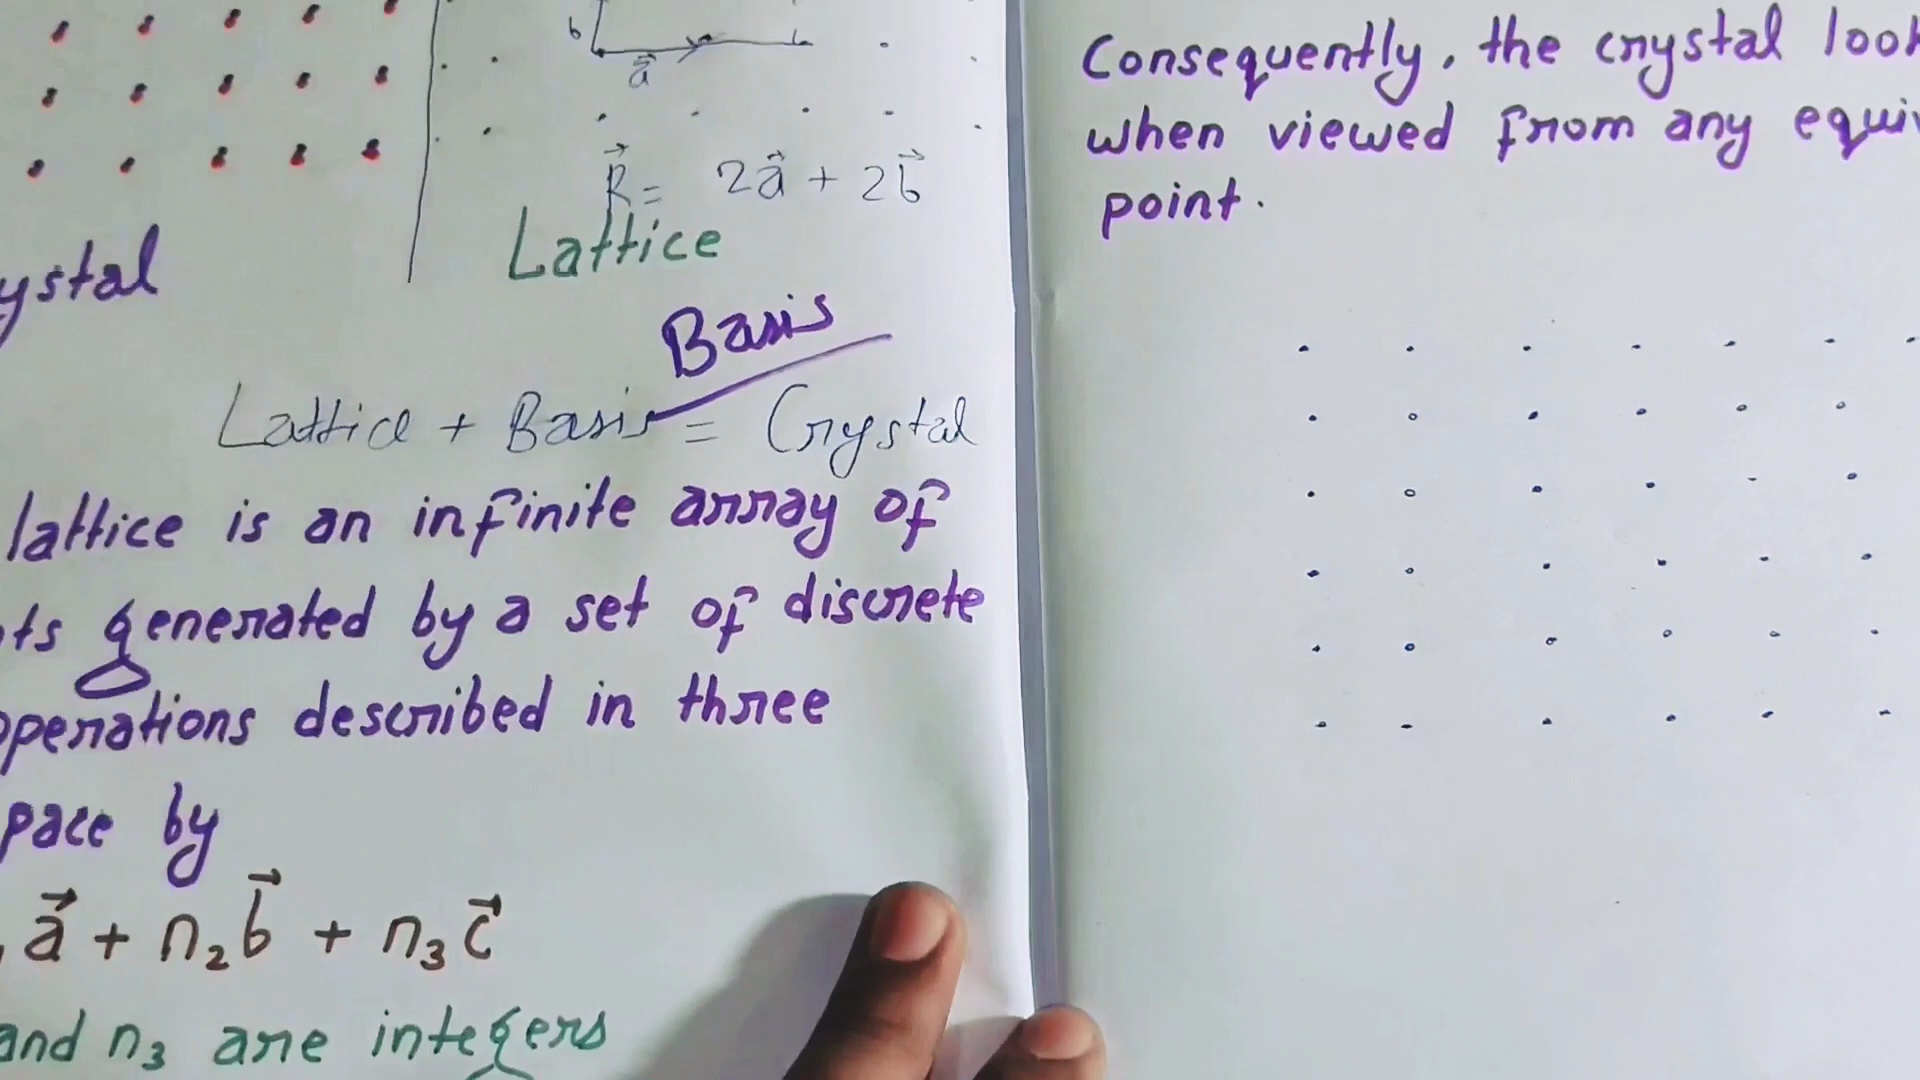 b
a⃗
R⃗ = 2a⃗ + 2b⃗
Lattice
ystal
Basis
Lattice + Basis = Crystal
lattice is an infinite array of
ts generated by a set of discrete
operations described in three
pace by
a⃗ + n₂b⃗ + n₃c⃗
and n₃ are integers
Consequently, the crystal look
when viewed from any equi
point.